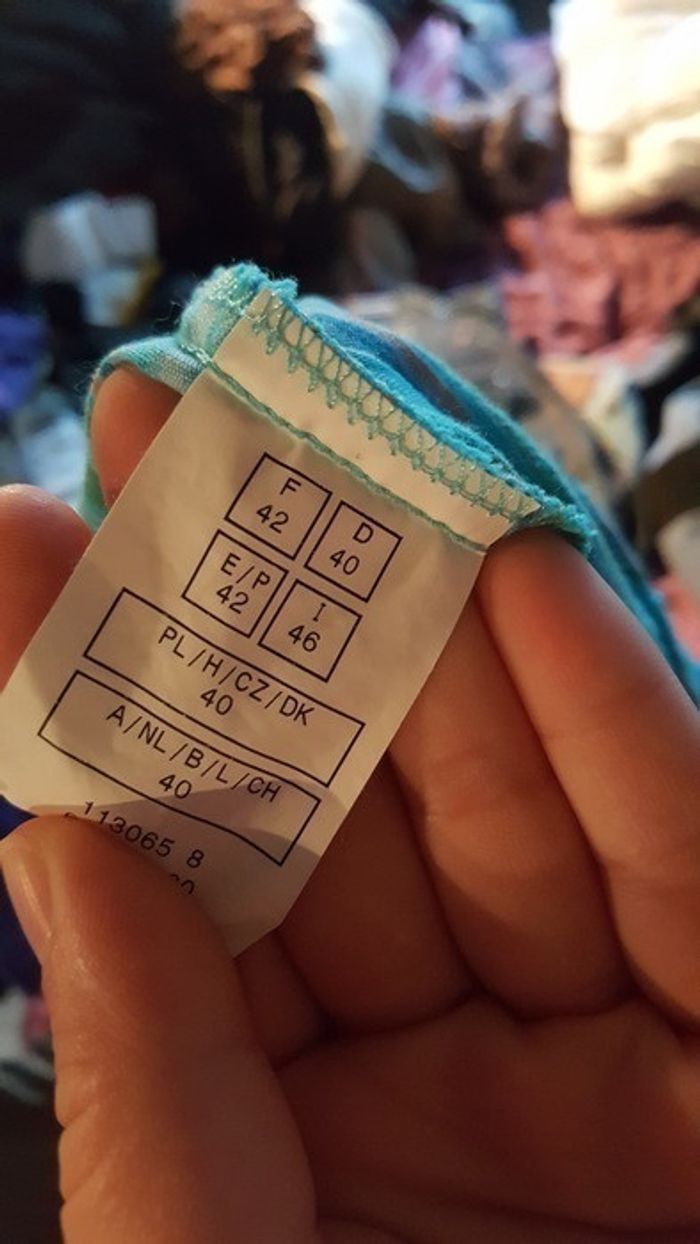 F
42
D
40
E/P
42
I
46
PL/H/CZ/DK
40
A/NL/B/L/CH
40
113065 8